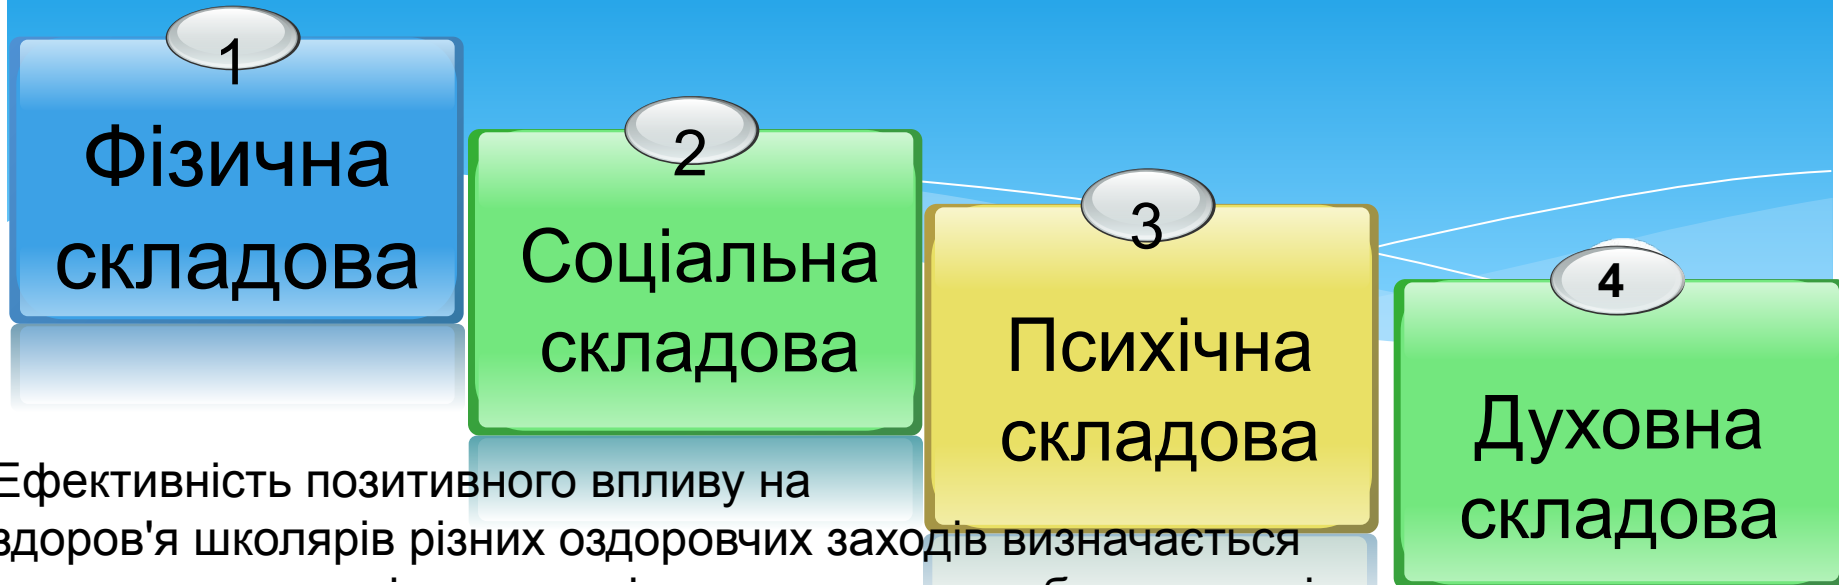 1
Фізична
складова
2
Соціальна
складова
3
Психічна
складова
4
Духовна
складова
Ефективність позитивного впливу на
здоров'я школярів різних оздоровчих заходів визначається